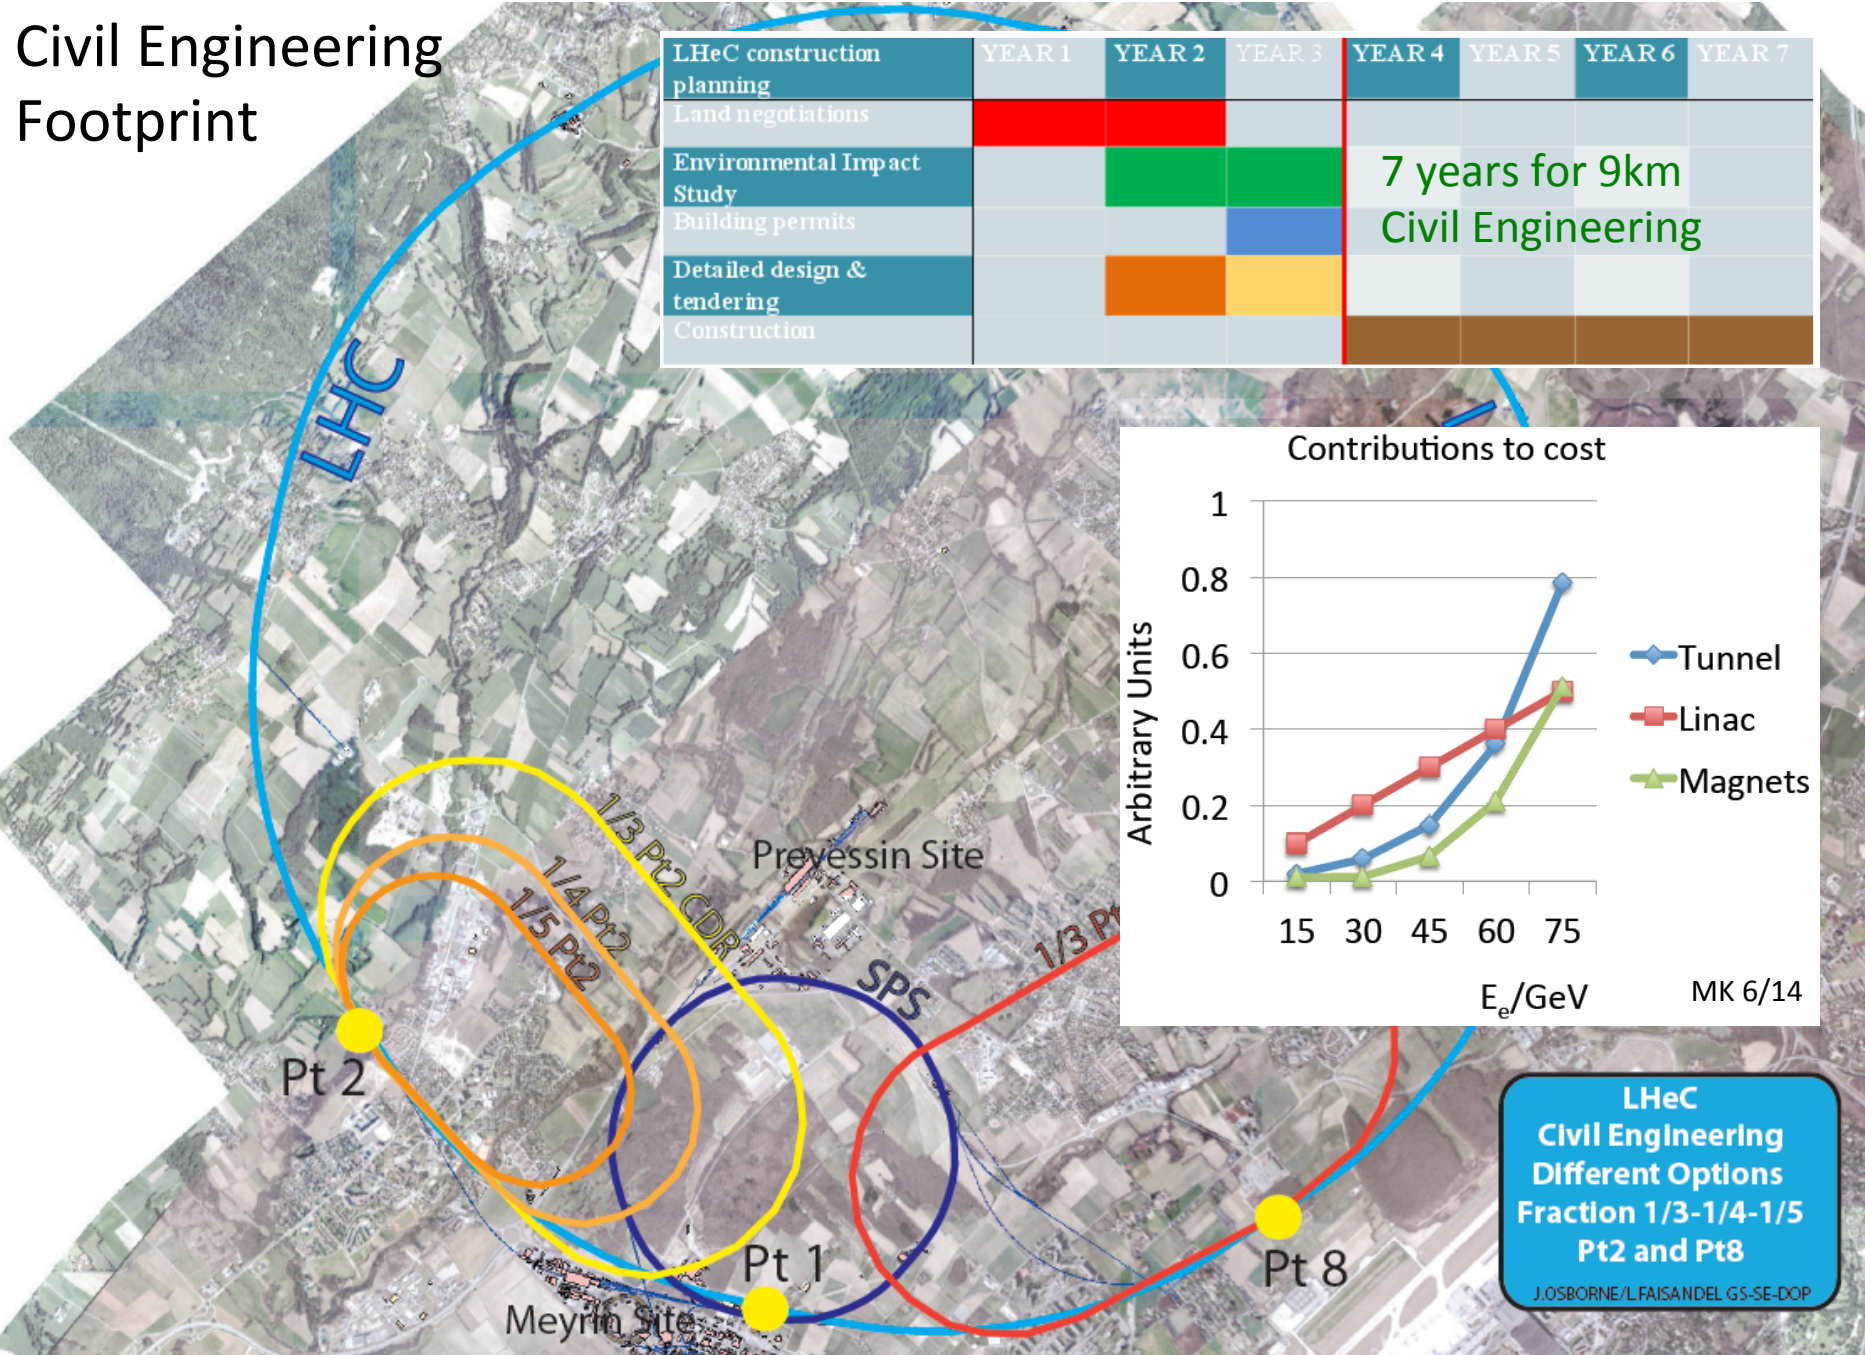 Civil Engineering
Footprint
LHeC construction planning YEAR 1 YEAR 2 YEAR 3 YEAR 4 YEAR 5 YEAR 6 YEAR 7
Land negotiations
Environmental Impact
Study
Building permits
Detailed design &
tendering
Construction
7 years for 9km
Civil Engineering
LHC
Contributions to cost
Arbitrary Units
1
0.8
0.6
0.4
0.2
0
15 30 45 60 75
Ee/GeV
MK 6/14
Tunnel
Linac
Magnets
1/3 Pt2 CDR
1/4 Pt2
1/5 Pt2
Prevessin Site
SPS
1/3 Pt
Pt 2
Pt 1
Pt 8
Meyrin Site
LHeC
Civil Engineering
Different Options
Fraction 1/3-1/4-1/5
Pt2 and Pt8
J.OSBORNE/L.FAISANDEL GS-SE-DOP